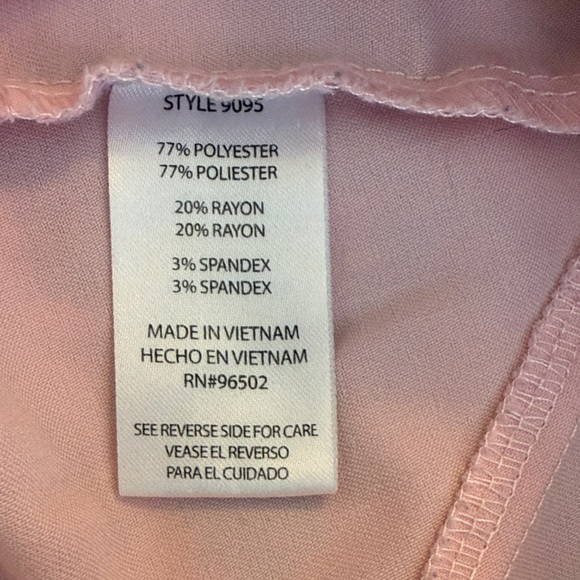 STYLE 9095
77% POLYESTER
77% POLIESTER
20% RAYON
20% RAYON
3% SPANDEX
3% SPANDEX
MADE IN VIETNAM
HECHO EN VIETNAM
RN#96502
SEE REVERSE SIDE FOR CARE
VEASE EL REVERSO
PARA EL CUIDADO